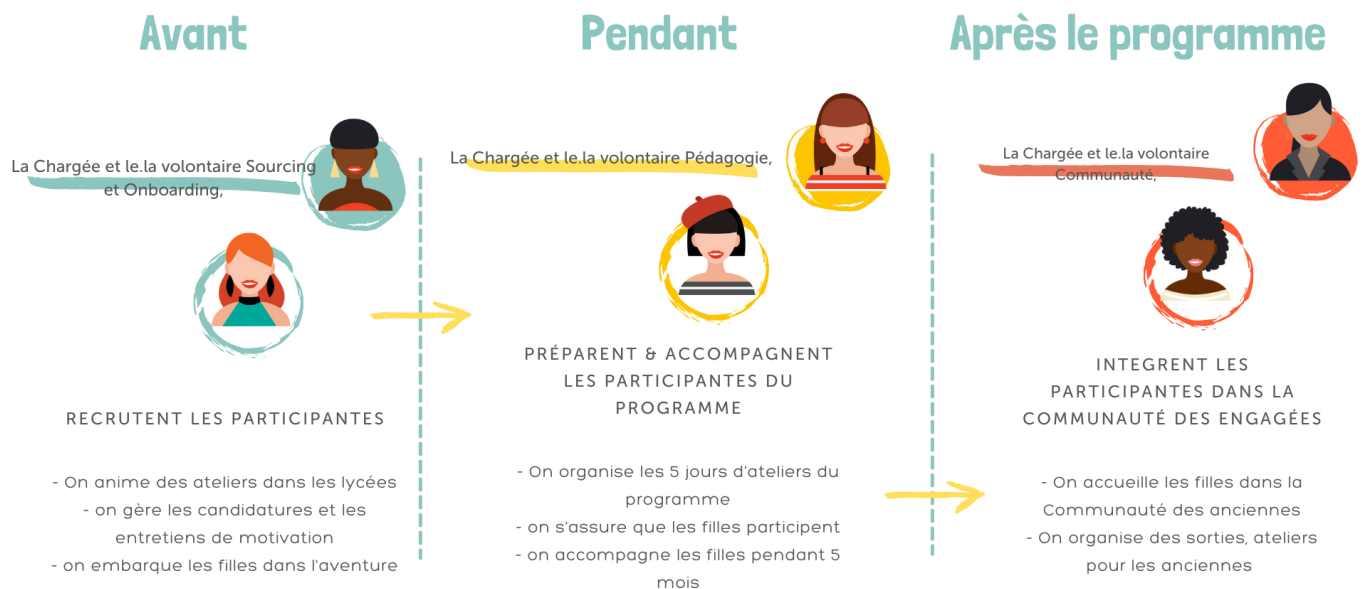 Avant
La Chargée et le.la volontaire Sourcing
et Onboarding,
RECRUTENT LES PARTICIPANTES
- On anime des ateliers dans les lycées
- on gère les candidatures et les
entretiens de motivation
- on embarque les filles dans l'aventure
Pendant
La Chargée et le.la volontaire Pédagogie,
PRÉPARENT & ACCOMPAGNENT
LES PARTICIPANTES DU
PROGRAMME
- On organise les 5 jours d'ateliers du
programme
- on s'assure que les filles participent
- on accompagne les filles pendant 5
mois
Après le programme
La Chargée et le.la volontaire
Communauté,
INTEGRENT LES
PARTICIPANTES DANS LA
COMMUNAUTÉ DES ENGAGÉES
- On accueille les filles dans la
Communauté des anciennes
- On organise des sorties, ateliers
pour les anciennes